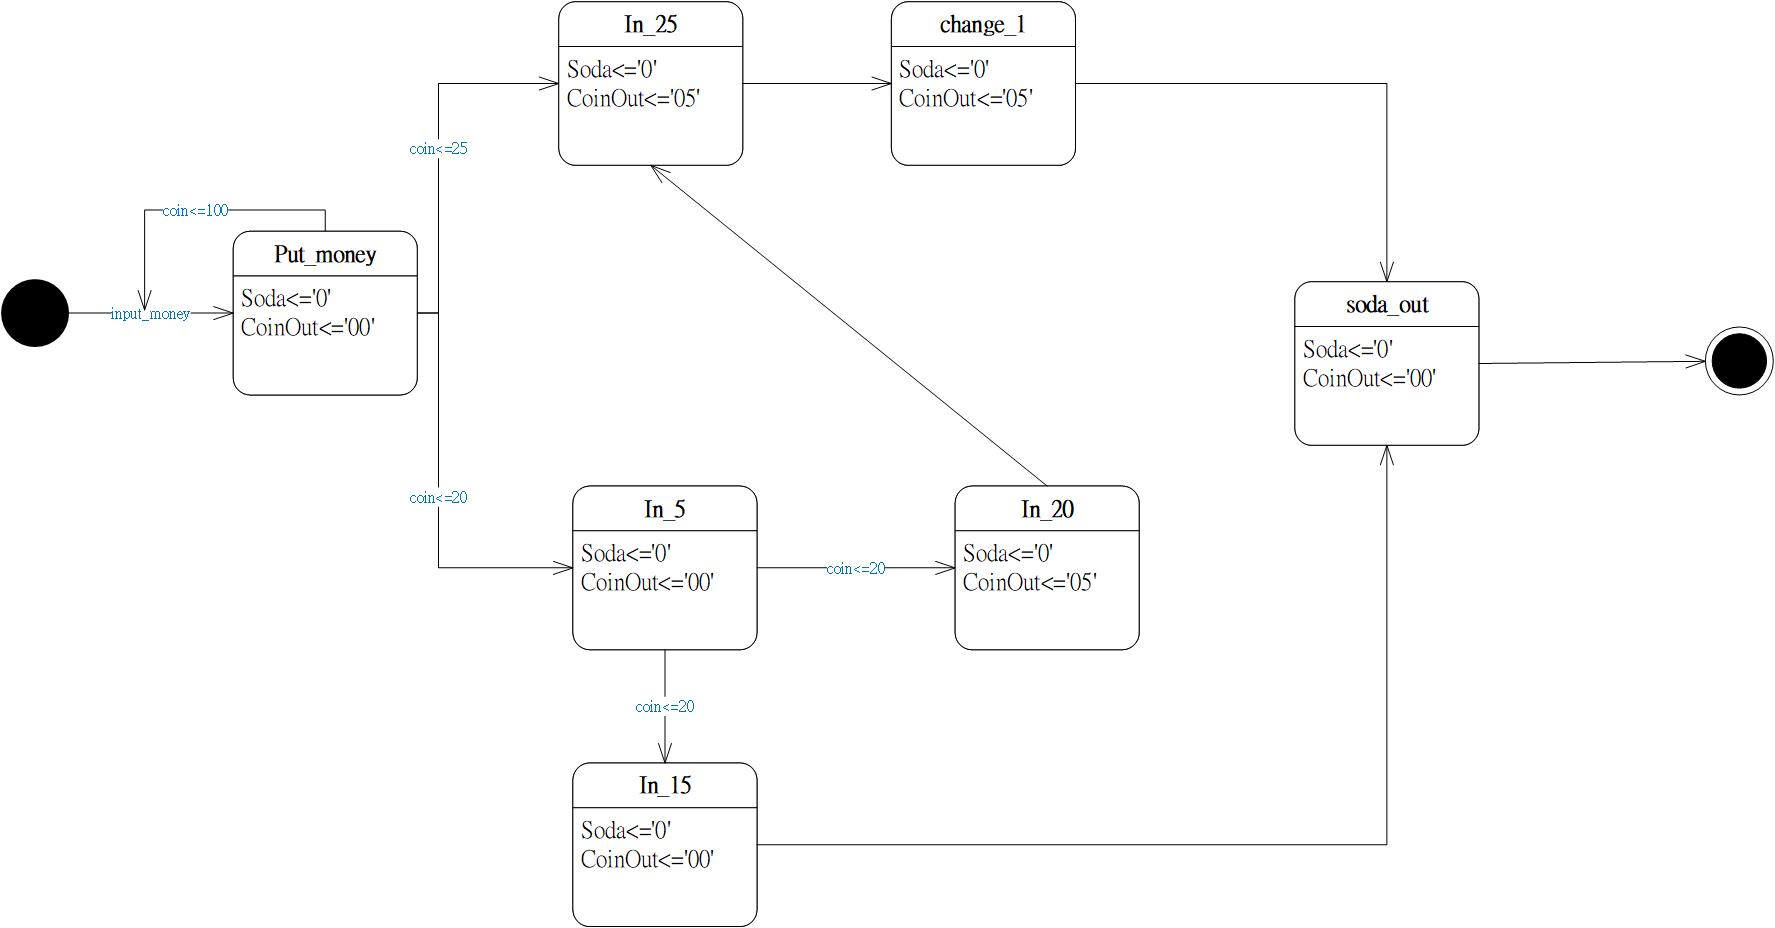 In_25
Soda<='0'
CoinOut<='05'
change_1
Soda<='0'
CoinOut<='05'
coin<=25
coin<=100
Put_money
Soda<='0'
CoinOut<='00'
input_money
soda_out
Soda<='0'
CoinOut<='00'
coin<=20
In_5
Soda<='0'
CoinOut<='00'
coin<=20
In_20
Soda<='0'
CoinOut<='05'
coin<=20
In_15
Soda<='0'
CoinOut<='00'